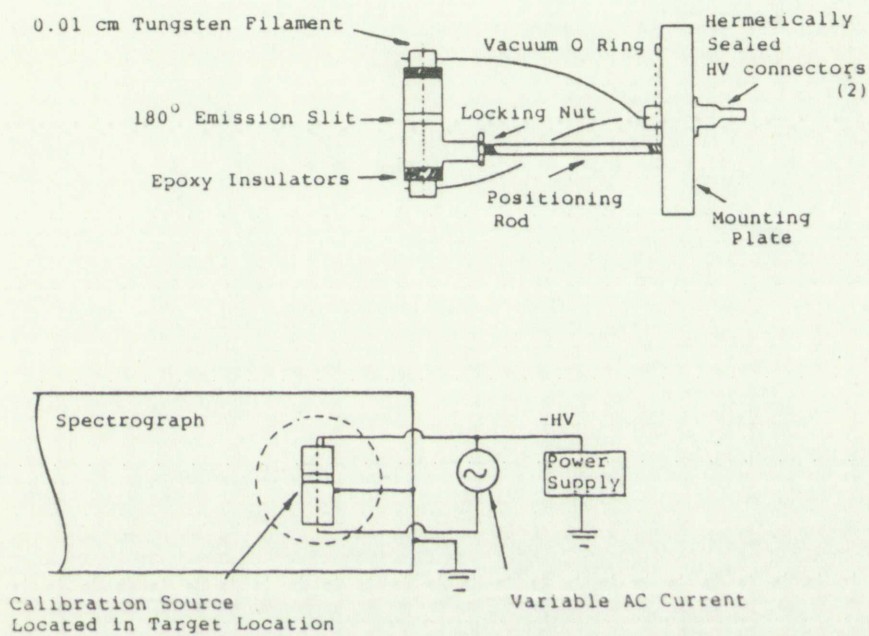 0.01 cm Tungsten Filament
Vacuum O Ring
Hermetically
Sealed
HV connectors
(2)
180° Emission Slit
Locking Nut
Epoxy Insulators
Positioning
Rod
Mounting
Plate
Spectrograph
-HV
Power
Supply
Calibration Source
Located in Target Location
Variable AC Current